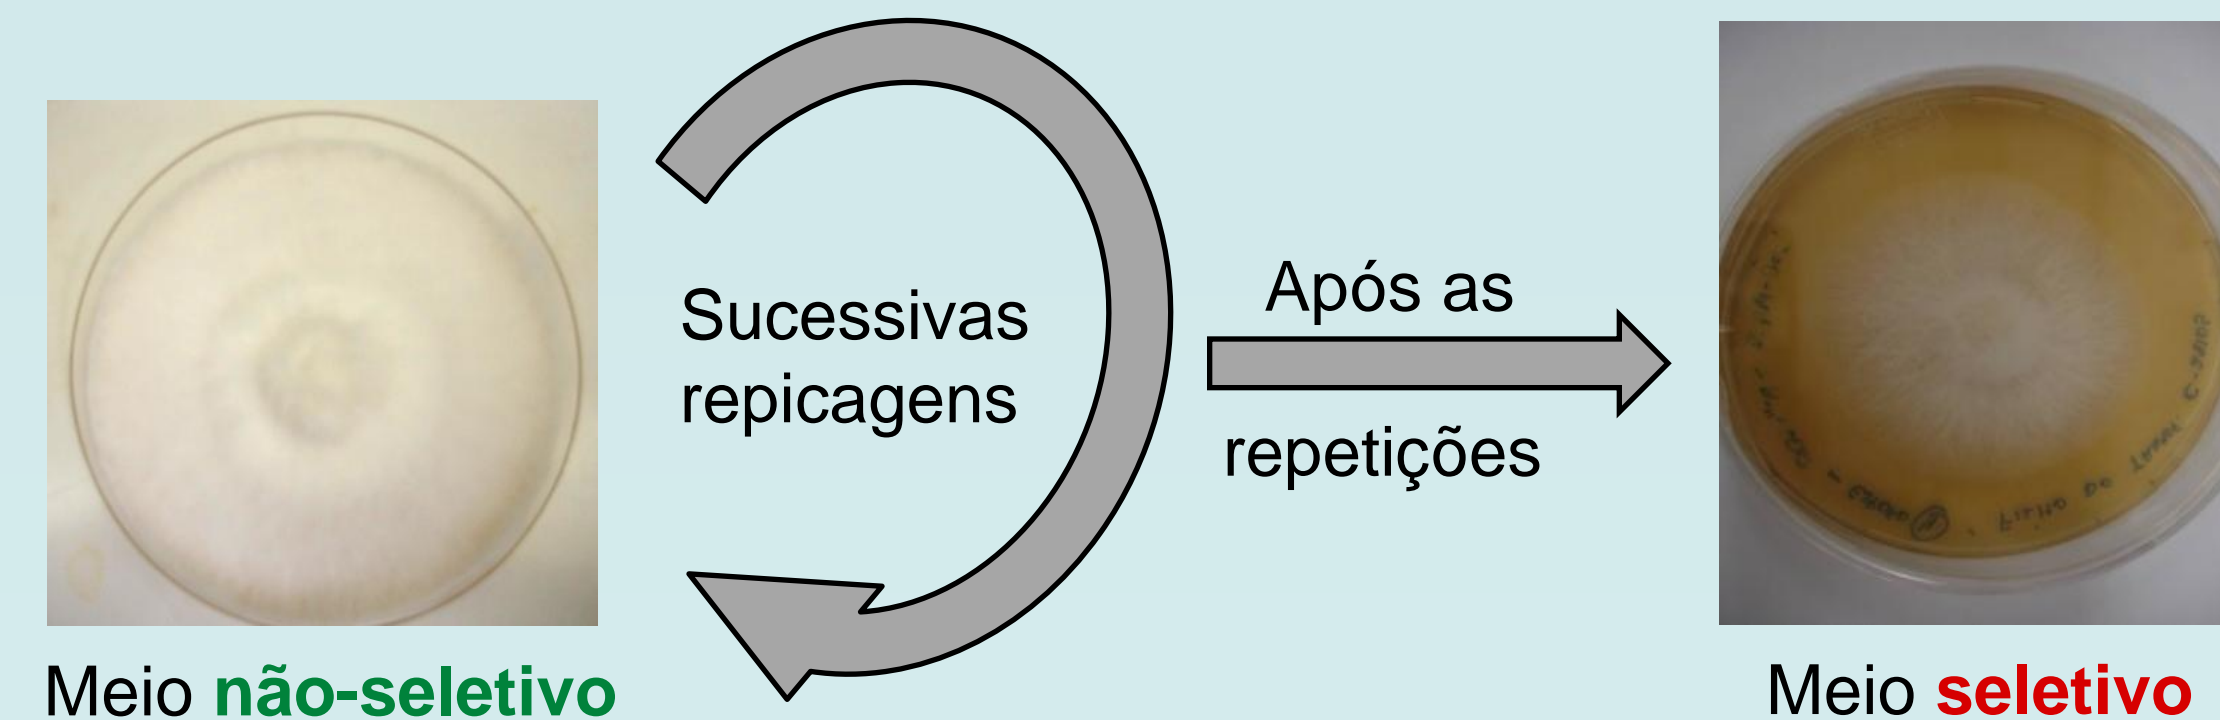 Sucessivas
repicagens
Após as
repetições
Meio não-seletivo
Meio seletivo